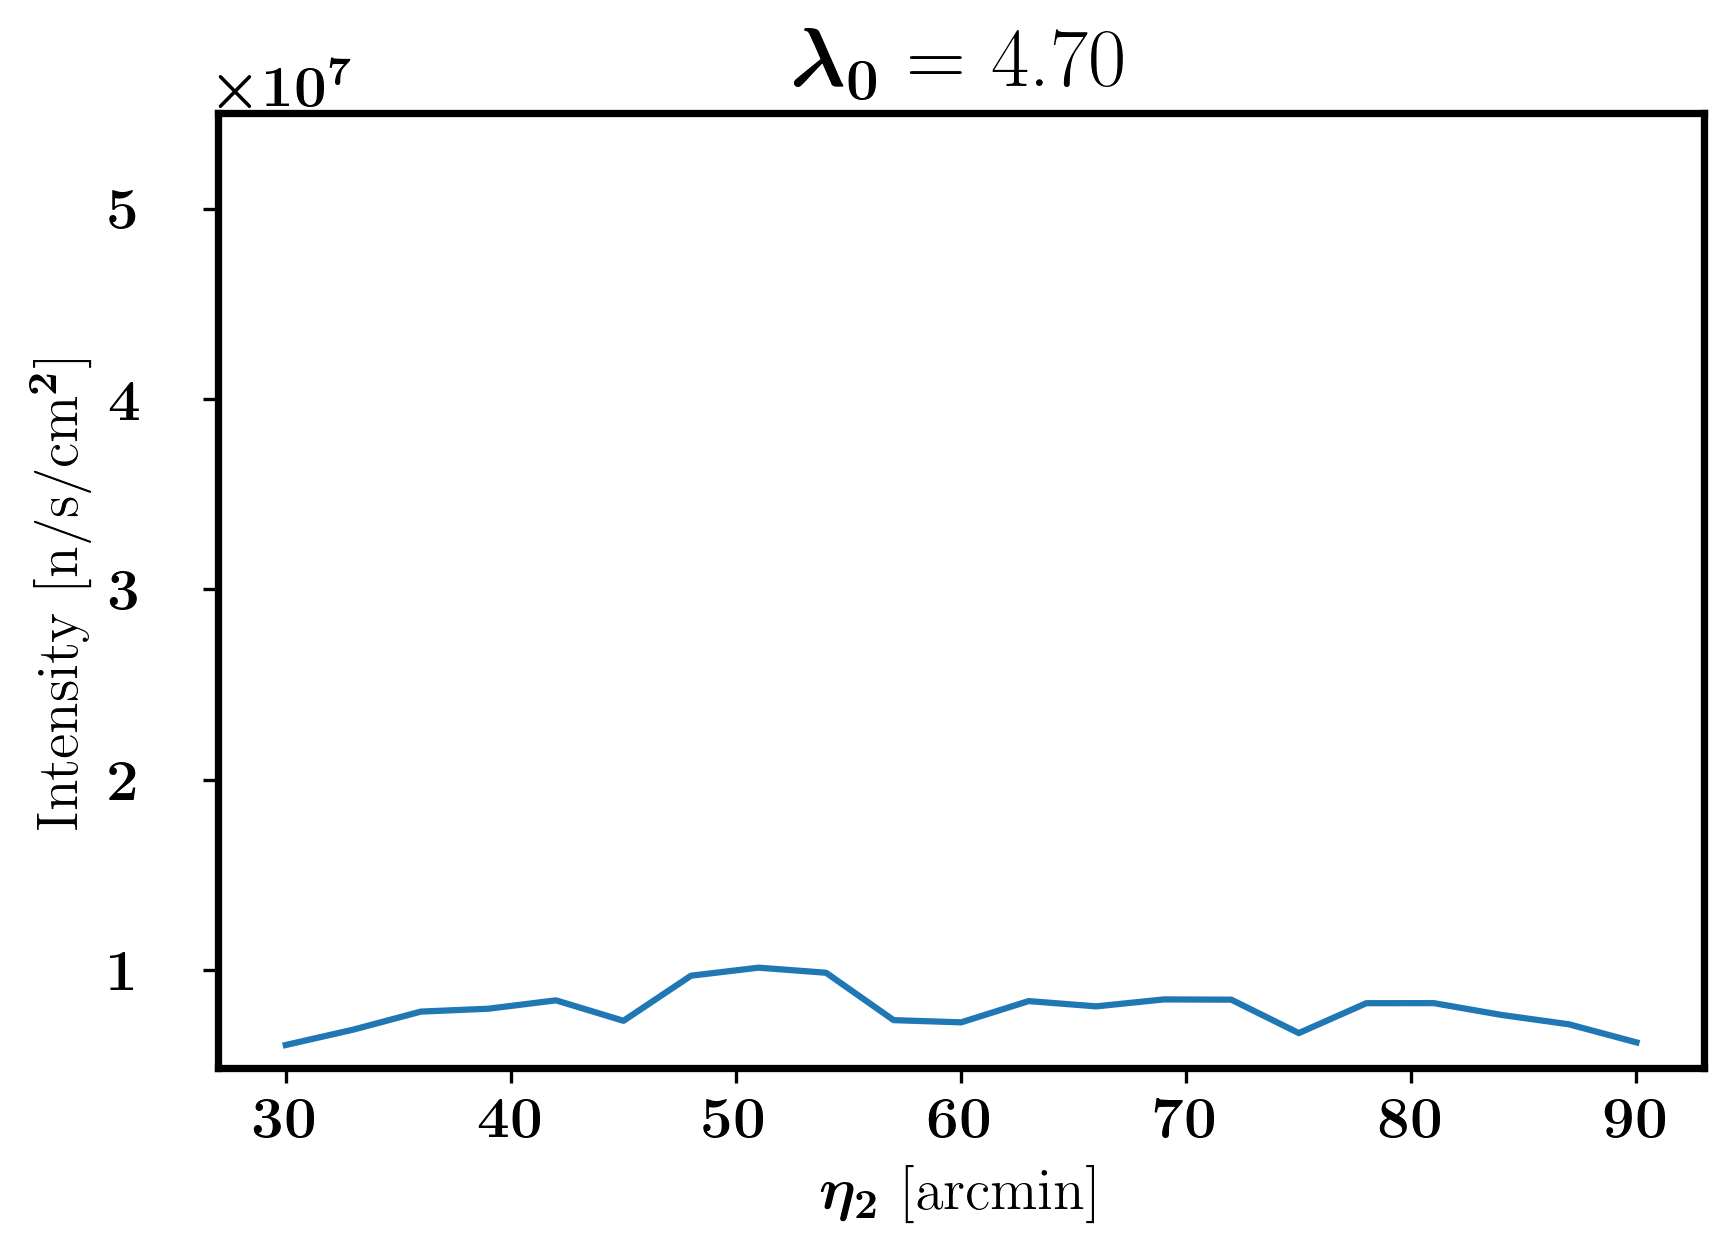 λ₀ = 4.70
×10⁷
5
4
3
2
1
Intensity [n/s/cm²]
30 40 50 60 70 80 90
η₂ [arcmin]